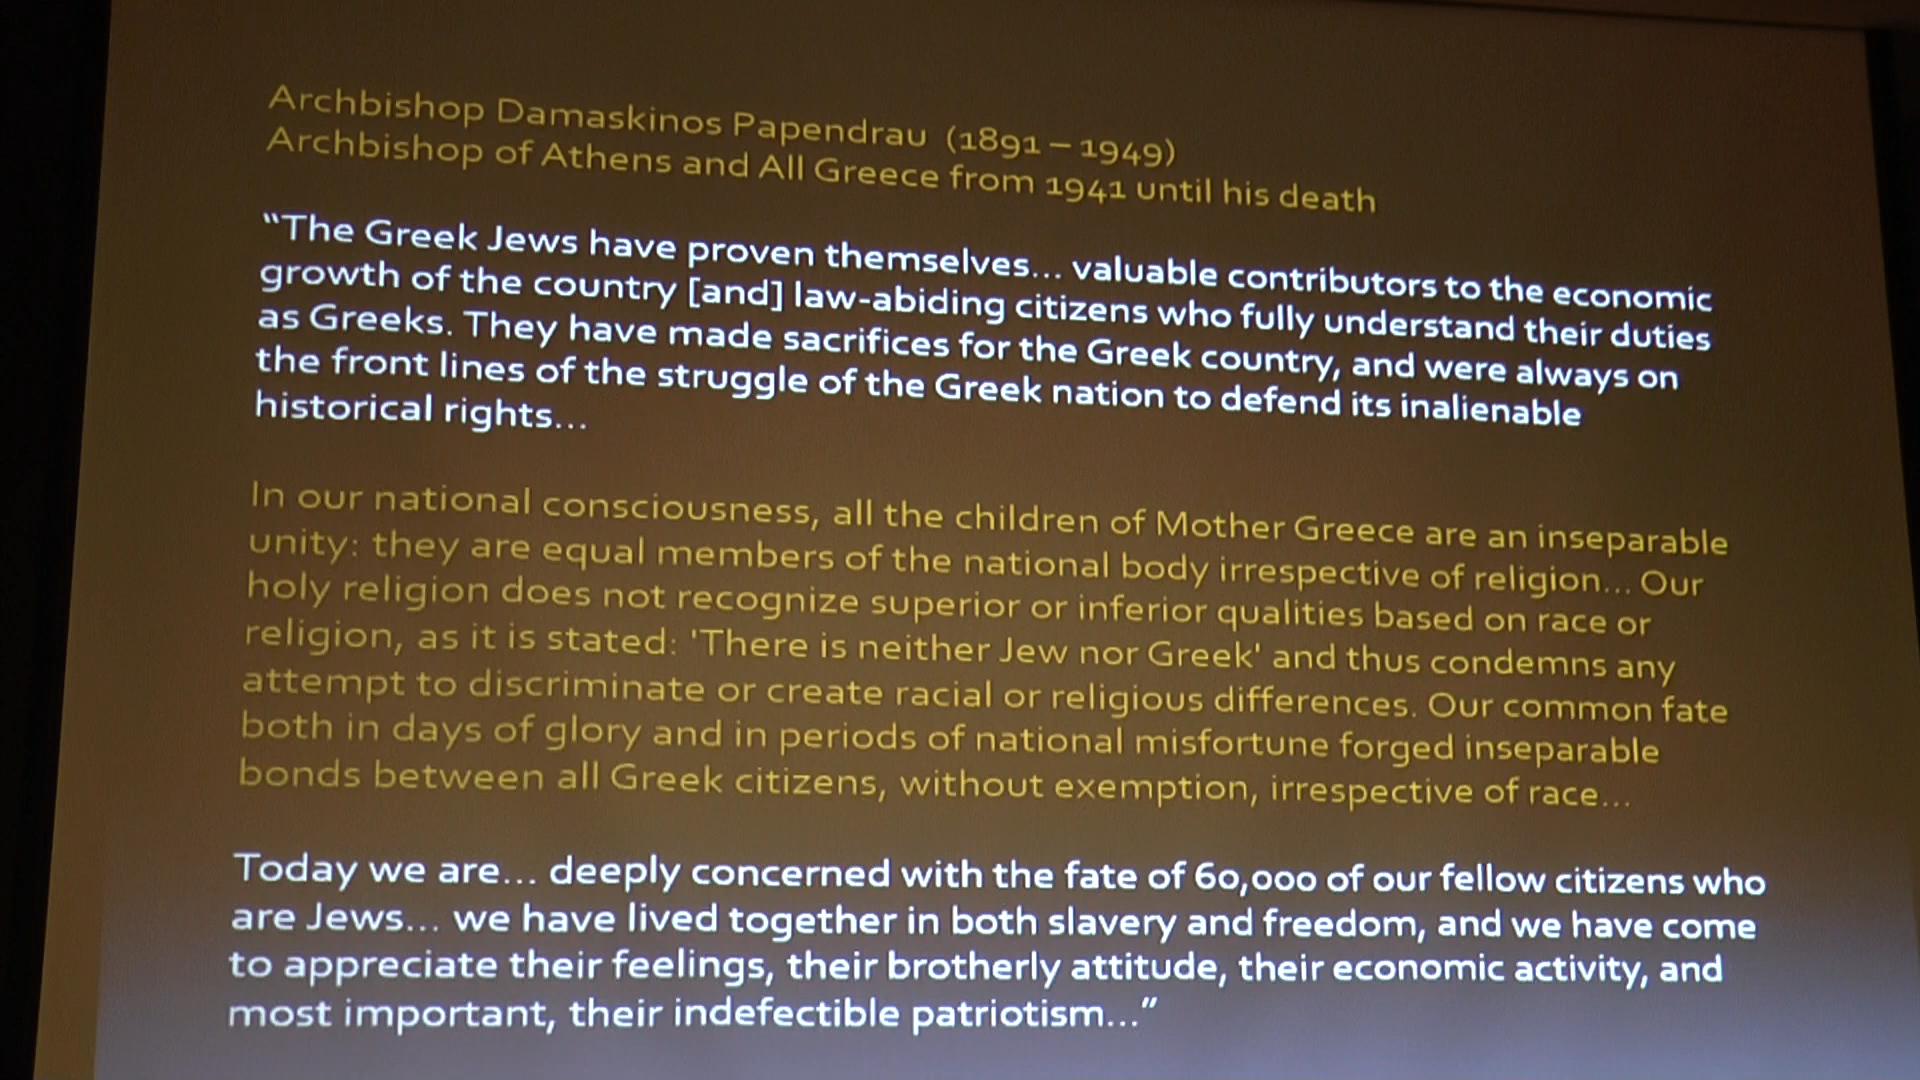 Archbishop Damaskinos Papendrau (1891 – 1949)
Archbishop of Athens and All Greece from 1941 until his death
“The Greek Jews have proven themselves... valuable contributors to the economic
growth of the country [and] law-abiding citizens who fully understand their duties
as Greeks. They have made sacrifices for the Greek country, and were always on
the front lines of the struggle of the Greek nation to defend its inalienable
historical rights...
In our national consciousness, all the children of Mother Greece are an inseparable
unity: they are equal members of the national body irrespective of religion... Our
holy religion does not recognize superior or inferior qualities based on race or
religion, as it is stated: 'There is neither Jew nor Greek' and thus condemns any
attempt to discriminate or create racial or religious differences. Our common fate
both in days of glory and in periods of national misfortune forged inseparable
bonds between all Greek citizens, without exemption, irrespective of race...
Today we are... deeply concerned with the fate of 60,000 of our fellow citizens who
are Jews... we have lived together in both slavery and freedom, and we have come
to appreciate their feelings, their brotherly attitude, their economic activity, and
most important, their indefectible patriotism...”